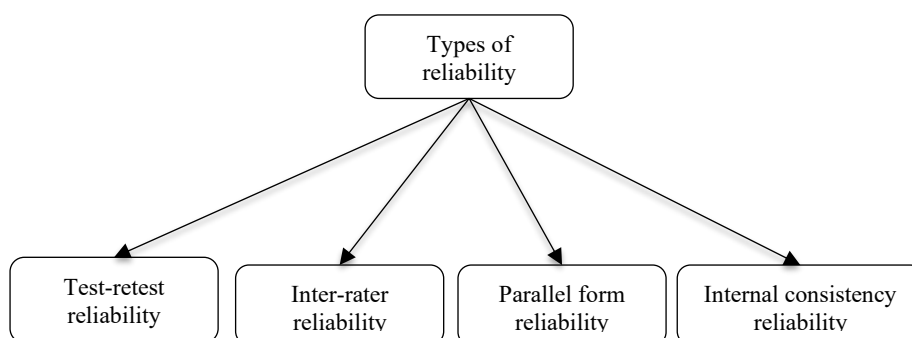 Types of
reliability
Test-retest
reliability
Inter-rater
reliability
Parallel form
reliability
Internal consistency
reliability